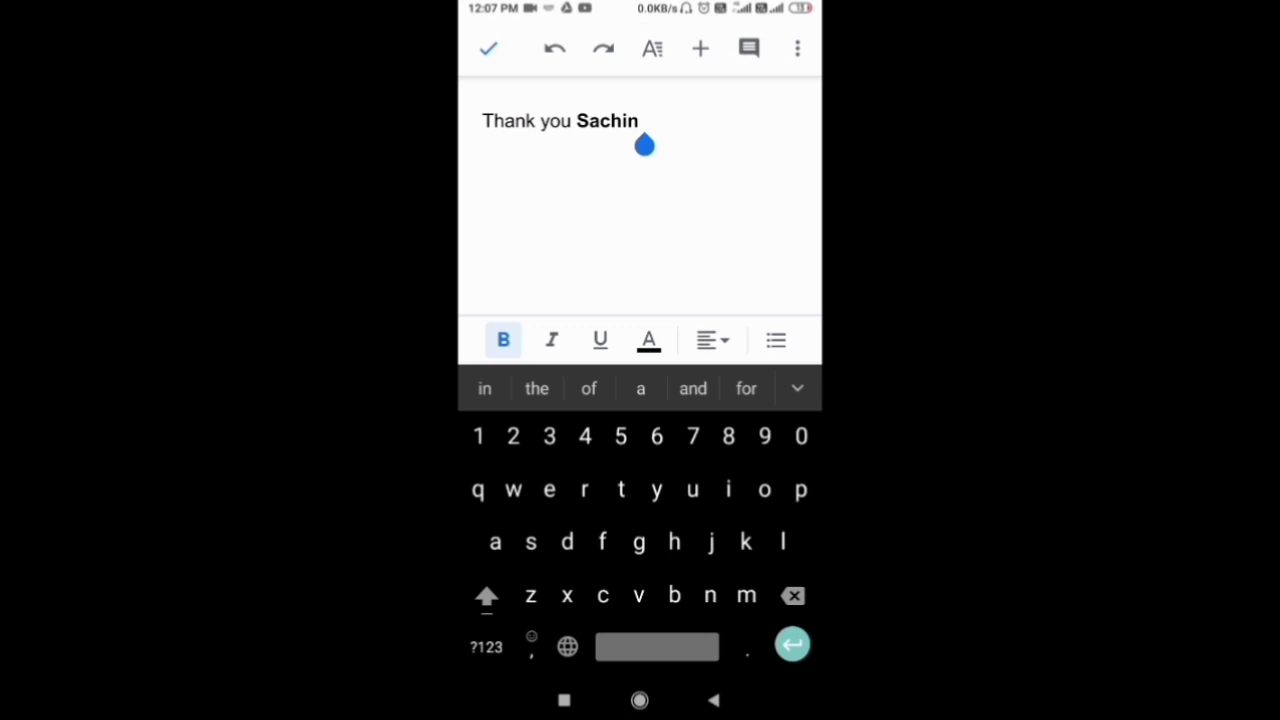 12:07 PM 0.0KB/s
Thank you Sachin
B I U A
in the of a and for
1 2 3 4 5 6 7 8 9 0
q w e r t y u i o p
a s d f g h j k l
z x c v b n m
?123 , .